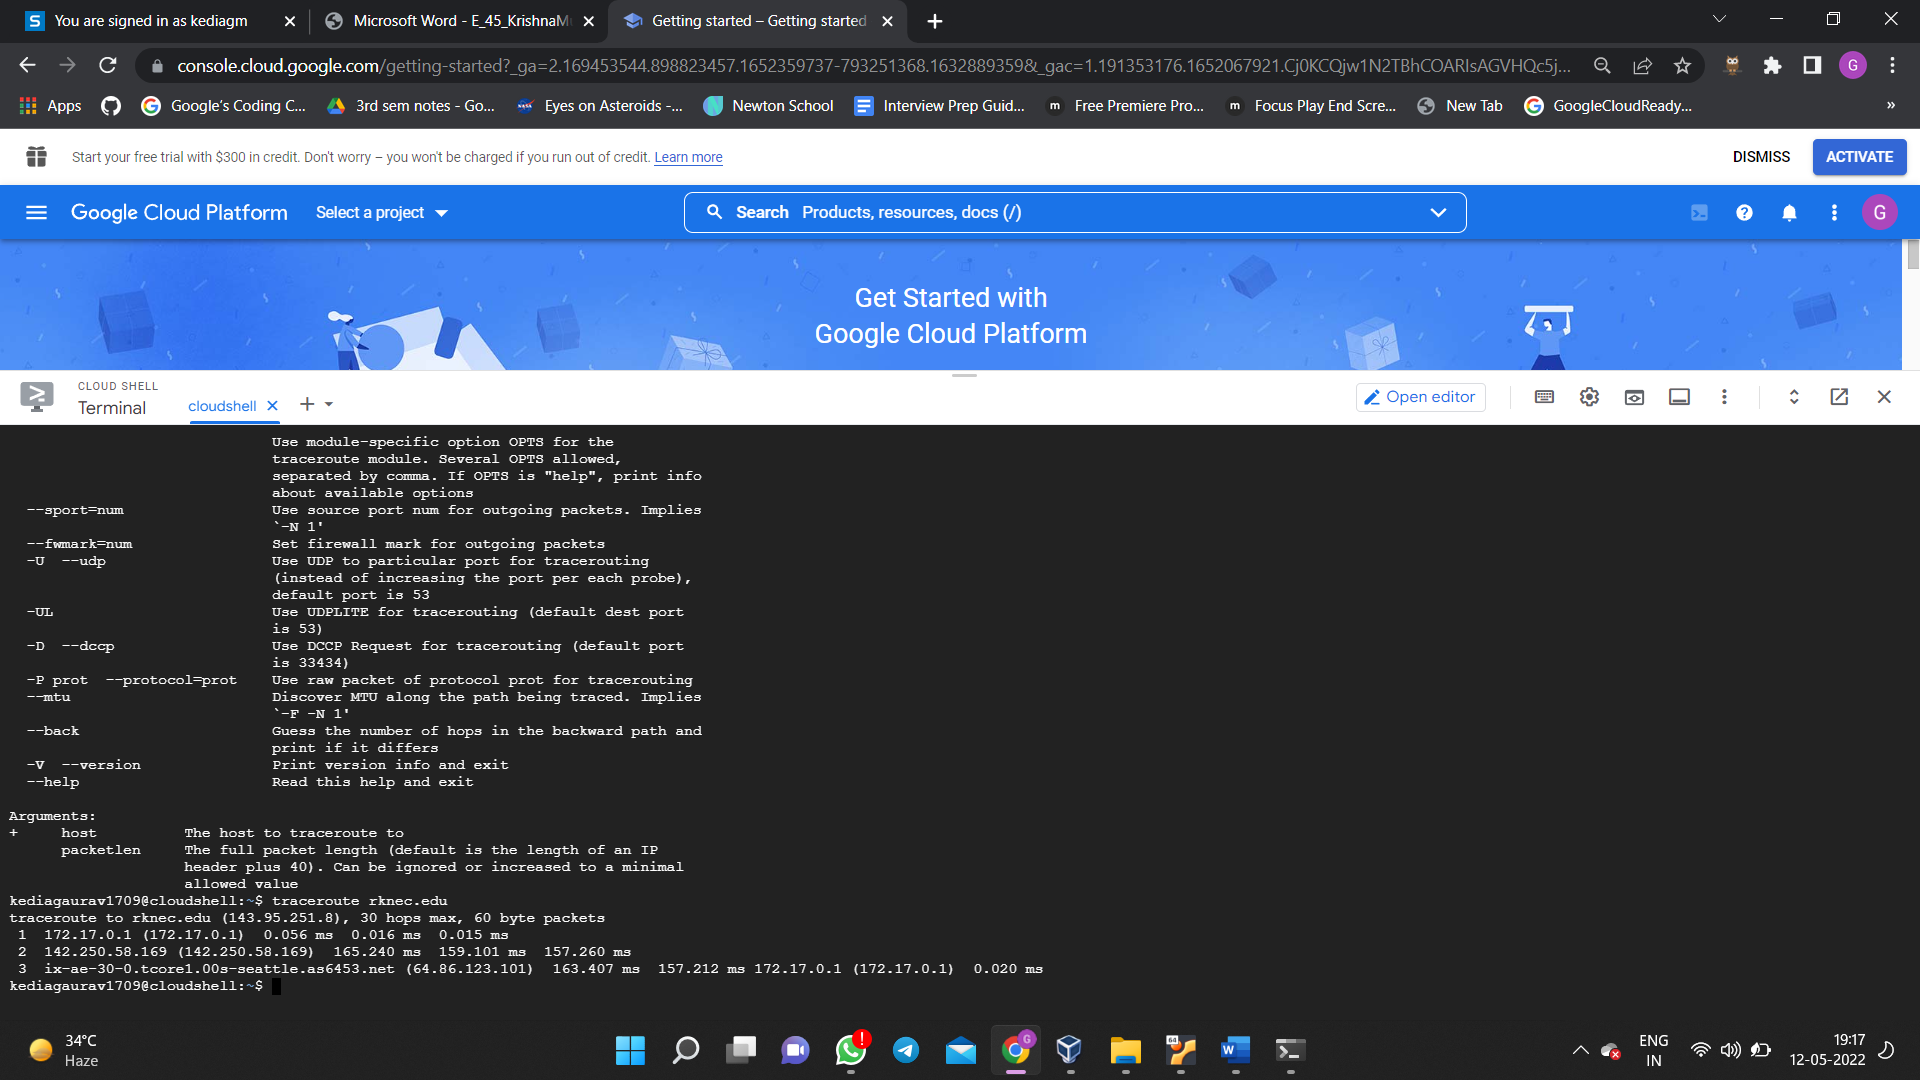 You are signed in as kediagm
Microsoft Word - E_45_KrishnaM
Getting started – Getting started
console.cloud.google.com/getting-started?_ga=2.169453544.898823457.1652359737-793251368.1632889359&_gac=1.191353176.1652067921.Cj0KCQjw1N2TBhCOARIsAGVHQc5j...
G
Apps
Google's Coding C...
3rd sem notes - Go...
Eyes on Asteroids -...
Newton School
Interview Prep Guid...
m Free Premiere Pro...
m Focus Play End Scre...
New Tab
GoogleCloudReady...
»
Start your free trial with $300 in credit. Don't worry – you won't be charged if you run out of credit. Learn more
DISMISS
ACTIVATE
Google Cloud Platform
Select a project
Search Products, resources, docs (/)
G
Get Started with
Google Cloud Platform
CLOUD SHELL
Terminal
cloudshell
Open editor
Use module-specific option OPTS for the
traceroute module. Several OPTS allowed,
separated by comma. If OPTS is "help", print info
about available options
--sport=num Use source port num for outgoing packets. Implies
`-N 1'
--fwmark=num Set firewall mark for outgoing packets
-U --udp Use UDP to particular port for tracerouting
(instead of increasing the port per each probe),
default port is 53
-UL Use UDPLITE for tracerouting (default dest port
is 53)
-D --dccp Use DCCP Request for tracerouting (default port
is 33434)
-P prot --protocol=prot Use raw packet of protocol prot for tracerouting
--mtu Discover MTU along the path being traced. Implies
`-F -N 1'
--back Guess the number of hops in the backward path and
print if it differs
-V --version Print version info and exit
--help Read this help and exit
Arguments:
+ host The host to traceroute to
packetlen The full packet length (default is the length of an IP
header plus 40). Can be ignored or increased to a minimal
allowed value
kediagaurav1709@cloudshell:~$ traceroute rknec.edu
traceroute to rknec.edu (143.95.251.8), 30 hops max, 60 byte packets
1 172.17.0.1 (172.17.0.1) 0.056 ms 0.016 ms 0.015 ms
2 142.250.58.169 (142.250.58.169) 165.240 ms 159.101 ms 157.260 ms
3 ix-ae-30-0.tcore1.00s-seattle.as6453.net (64.86.123.101) 163.407 ms 157.212 ms 172.17.0.1 (172.17.0.1) 0.020 ms
kediagaurav1709@cloudshell:~$
34°C
Haze
ENG
IN
19:17
12-05-2022